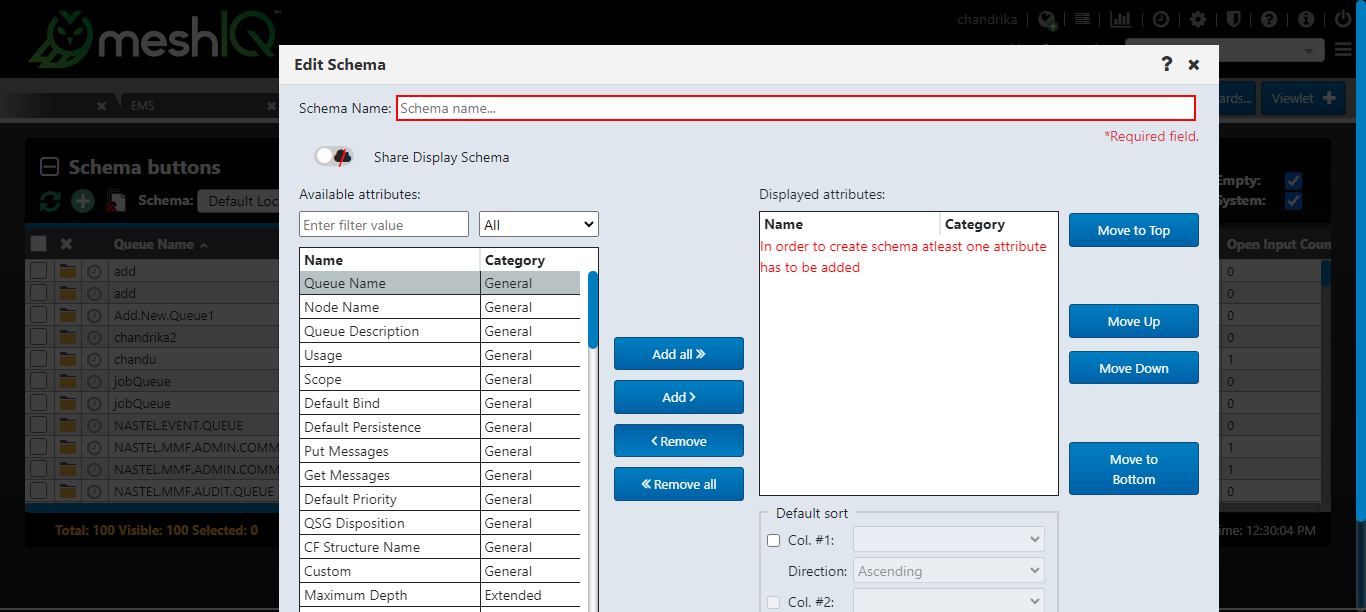 meshIQ™
chandrika
Edit Schema
? ×
EMS
ards...
Viewlet
Schema Name:
Schema name...
*Required field.
Share Display Schema
Schema buttons
Schema:
Default Loc
Empty:
System:
Available attributes:
Displayed attributes:
Enter filter value
All
Name
Category
Queue Name General
Node Name General
Queue Description General
Usage General
Scope General
Default Bind General
Default Persistence General
Put Messages General
Get Messages General
Default Priority General
QSG Disposition General
CF Structure Name General
Custom General
Maximum Depth Extended
Add all
Add
Remove
Remove all
Name
Category
In order to create schema atleast one attribute
has to be added
Move to Top
Move Up
Move Down
Move to
Bottom
Default sort
Col. #1:
Direction:
Ascending
Col. #2:
Queue Name
add
add
Add.New.Queue1
chandrika2
chandu
jobQueue
jobQueue
NASTEL.EVENT.QUEUE
NASTEL.MMF.ADMIN.COMM
NASTEL.MMF.ADMIN.COMM
NASTEL.MMF.AUDIT.QUEUE
Open Input Coun
0
0
0
0
1
0
0
0
1
1
0
Total: 100 Visible: 100 Selected: 0
ime: 12:30:04 PM